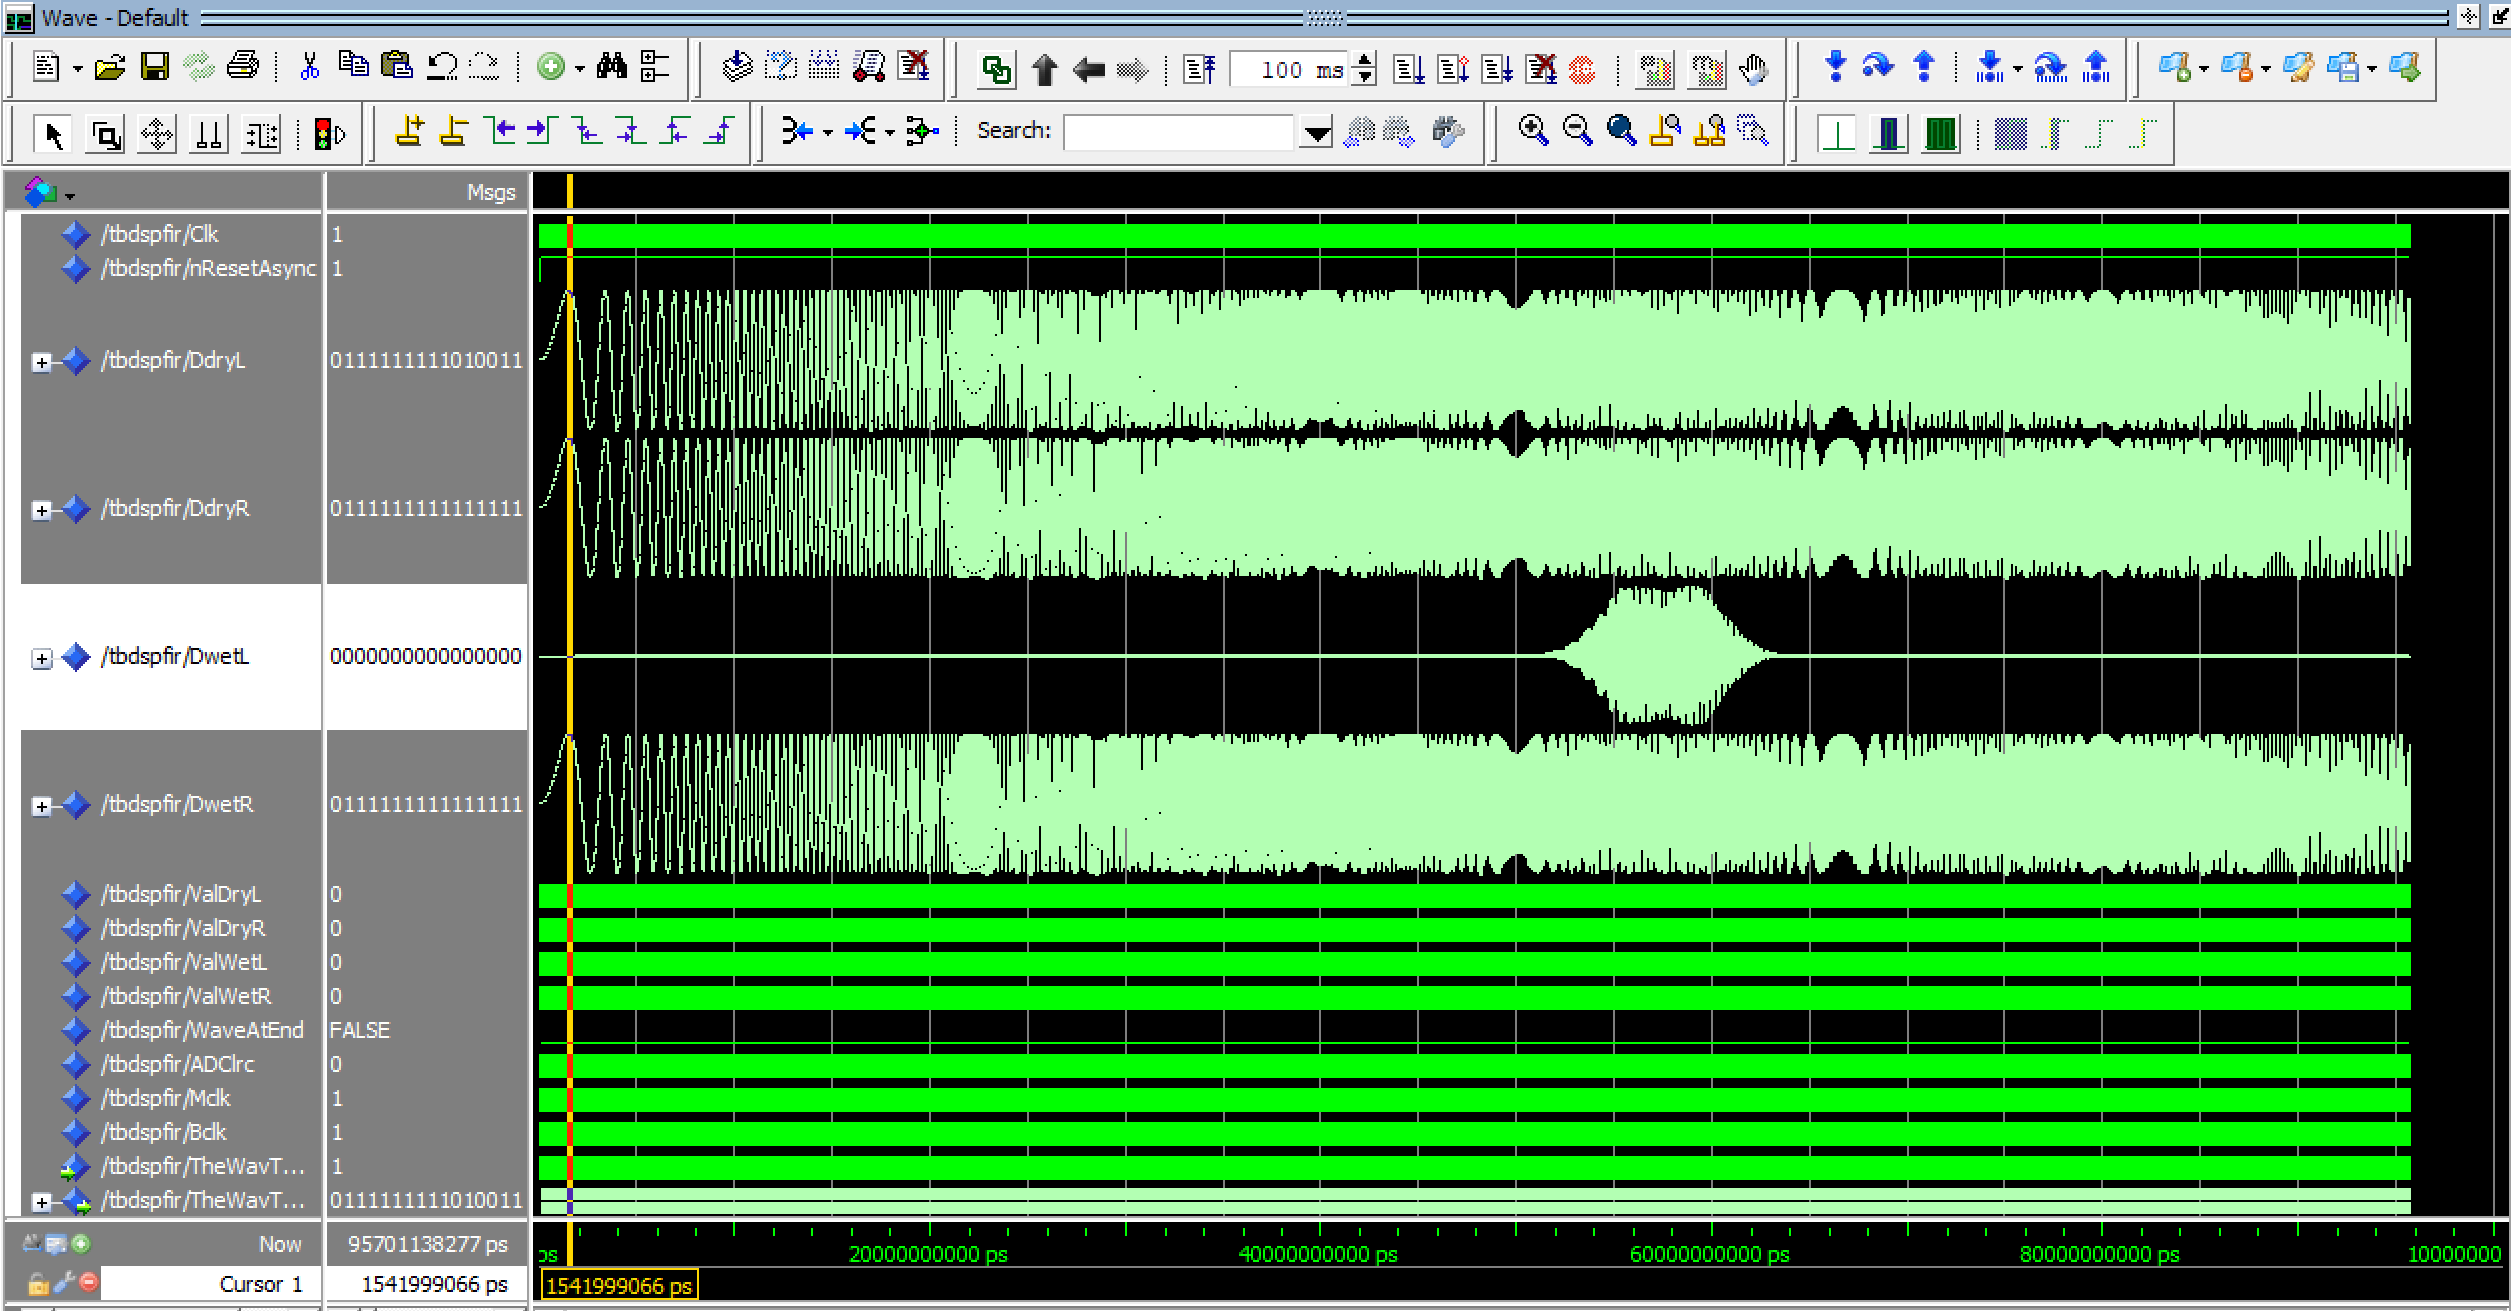 Wave - Default
100 ms
Search:
Msgs
/tbdspfir/Clk 1
/tbdspfir/nResetAsync 1
/tbdspfir/DdryL 0111111111010011
/tbdspfir/DdryR 0111111111111111
/tbdspfir/DwetL 0000000000000000
/tbdspfir/DwetR 0111111111111111
/tbdspfir/ValDryL 0
/tbdspfir/ValDryR 0
/tbdspfir/ValWetL 0
/tbdspfir/ValWetR 0
/tbdspfir/WaveAtEnd FALSE
/tbdspfir/ADClrc 0
/tbdspfir/Mclk 1
/tbdspfir/Bclk 1
/tbdspfir/TheWavT... 1
/tbdspfir/TheWavT... 0111111111010011
Now 95701138277 ps ps 20000000000 ps 40000000000 ps 60000000000 ps 80000000000 ps 10000000
Cursor 1 1541999066 ps 1541999066 ps